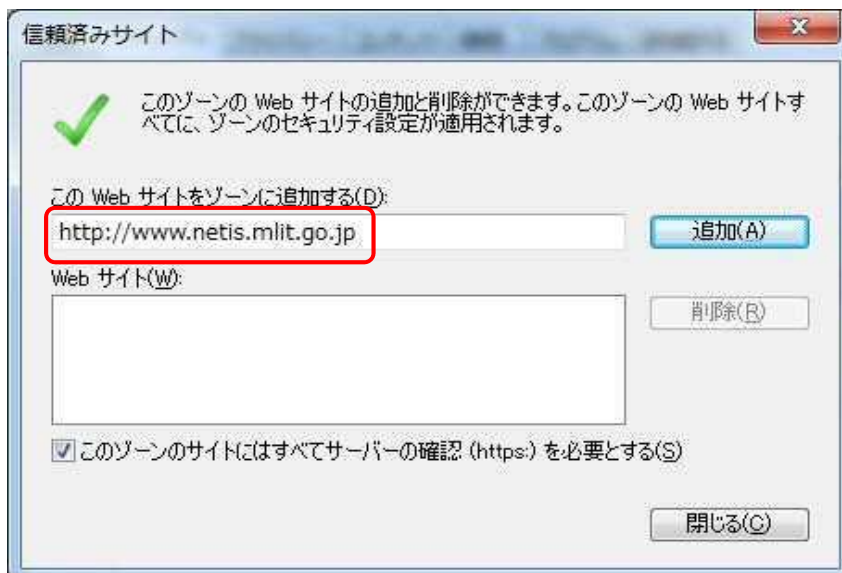 信頼済みサイト
このゾーンの Web サイトの追加と削除ができます。このゾーンの Web サイトす
べてに、ゾーンのセキュリティ設定が適用されます。
この Web サイトをゾーンに追加する(D):
http://www.netis.mlit.go.jp
追加(A)
Web サイト(W):
削除(R)
このゾーンのサイトにはすべてサーバーの確認 (https:) を必要とする(S)
閉じる(C)